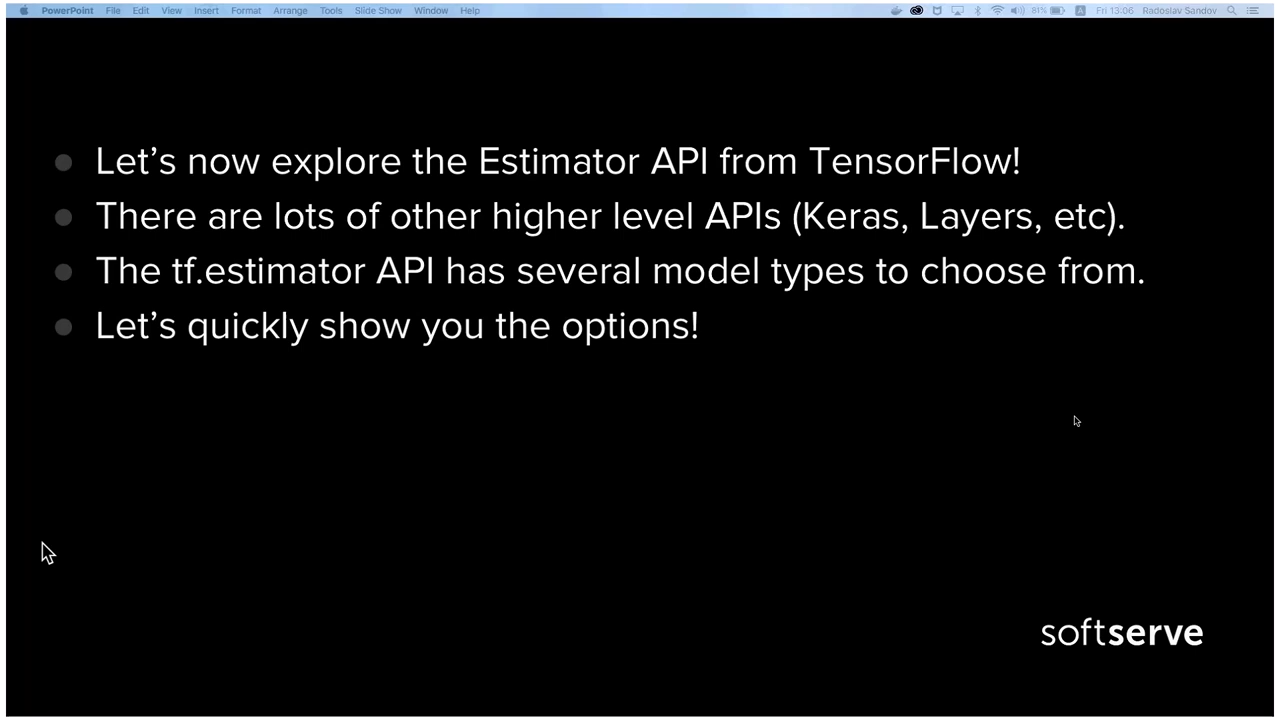 PowerPoint File Edit View Insert Format Arrange Tools Slide Show Window Help 81% A Fri 13:06 Radoslav Sandov
Let's now explore the Estimator API from TensorFlow!
There are lots of other higher level APIs (Keras, Layers, etc).
The tf.estimator API has several model types to choose from.
Let's quickly show you the options!
softserve